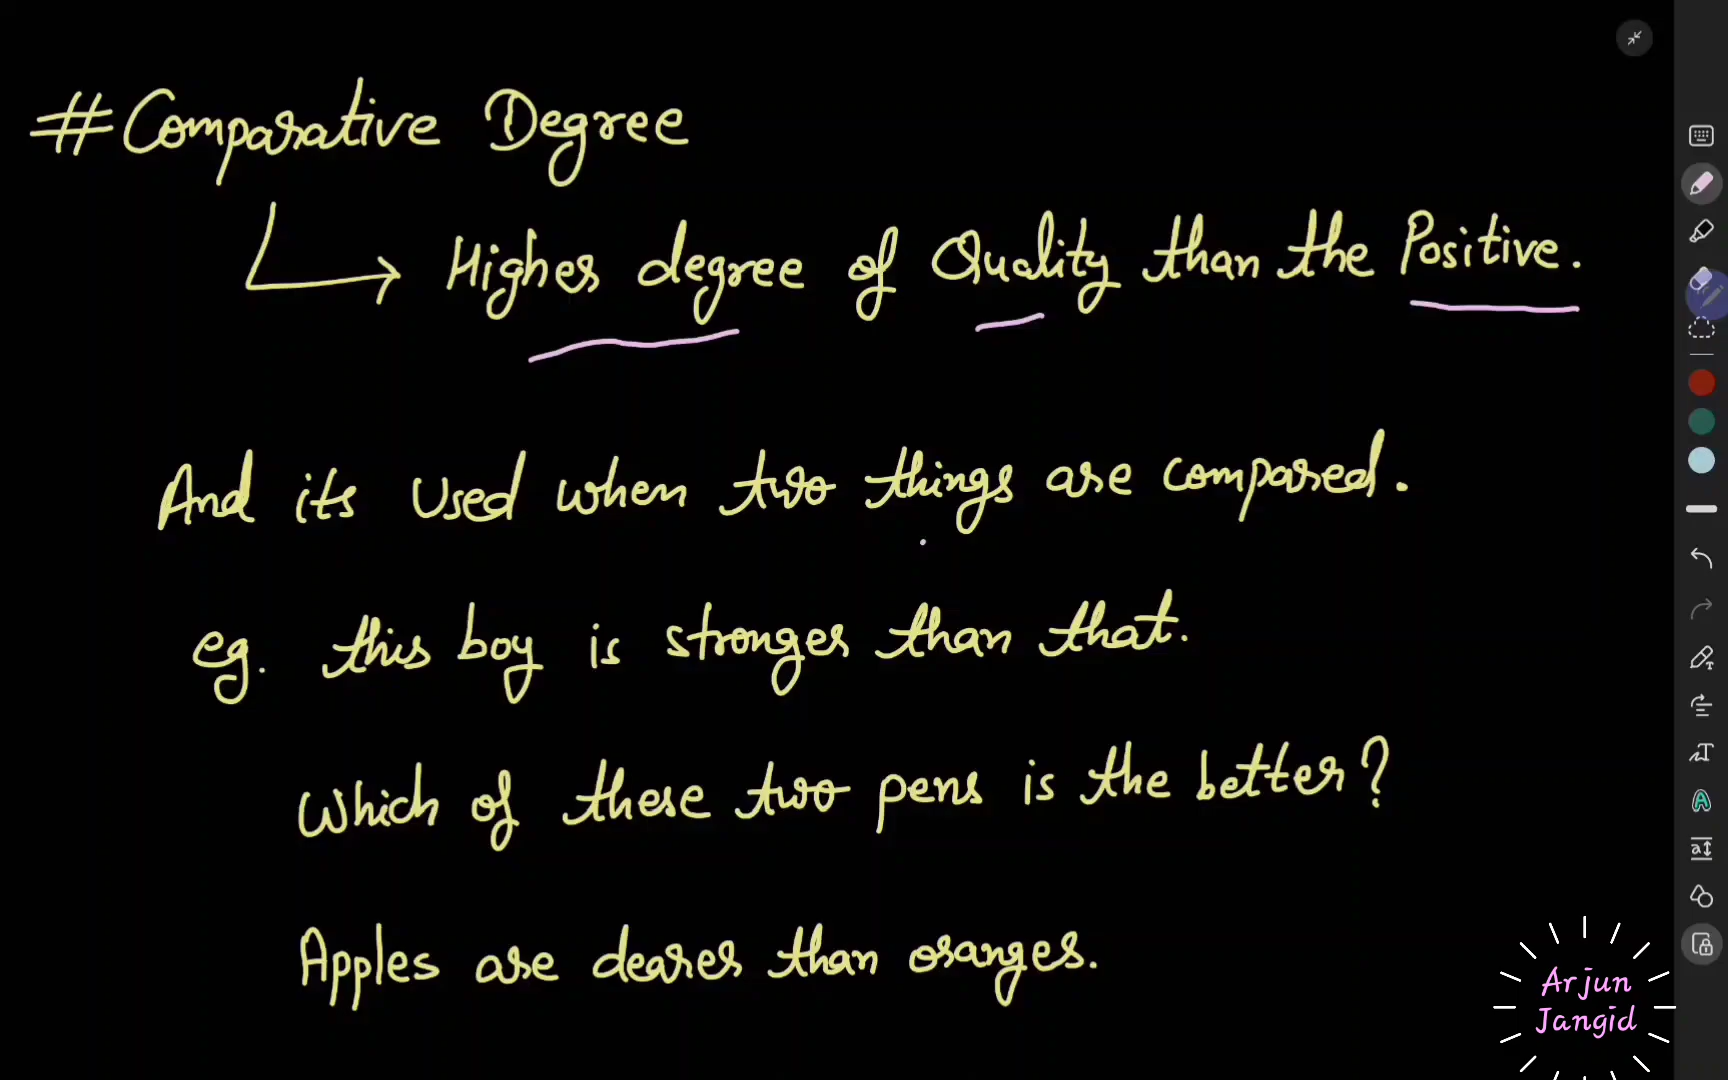 #Comparative Degree
Higher degree of Quality than the Positive.
And its used when two things are compared.
eg. this boy is stronger than that.
Which of these two pens is the better?
Apples are dearer than oranges.
Arjun
Jangid